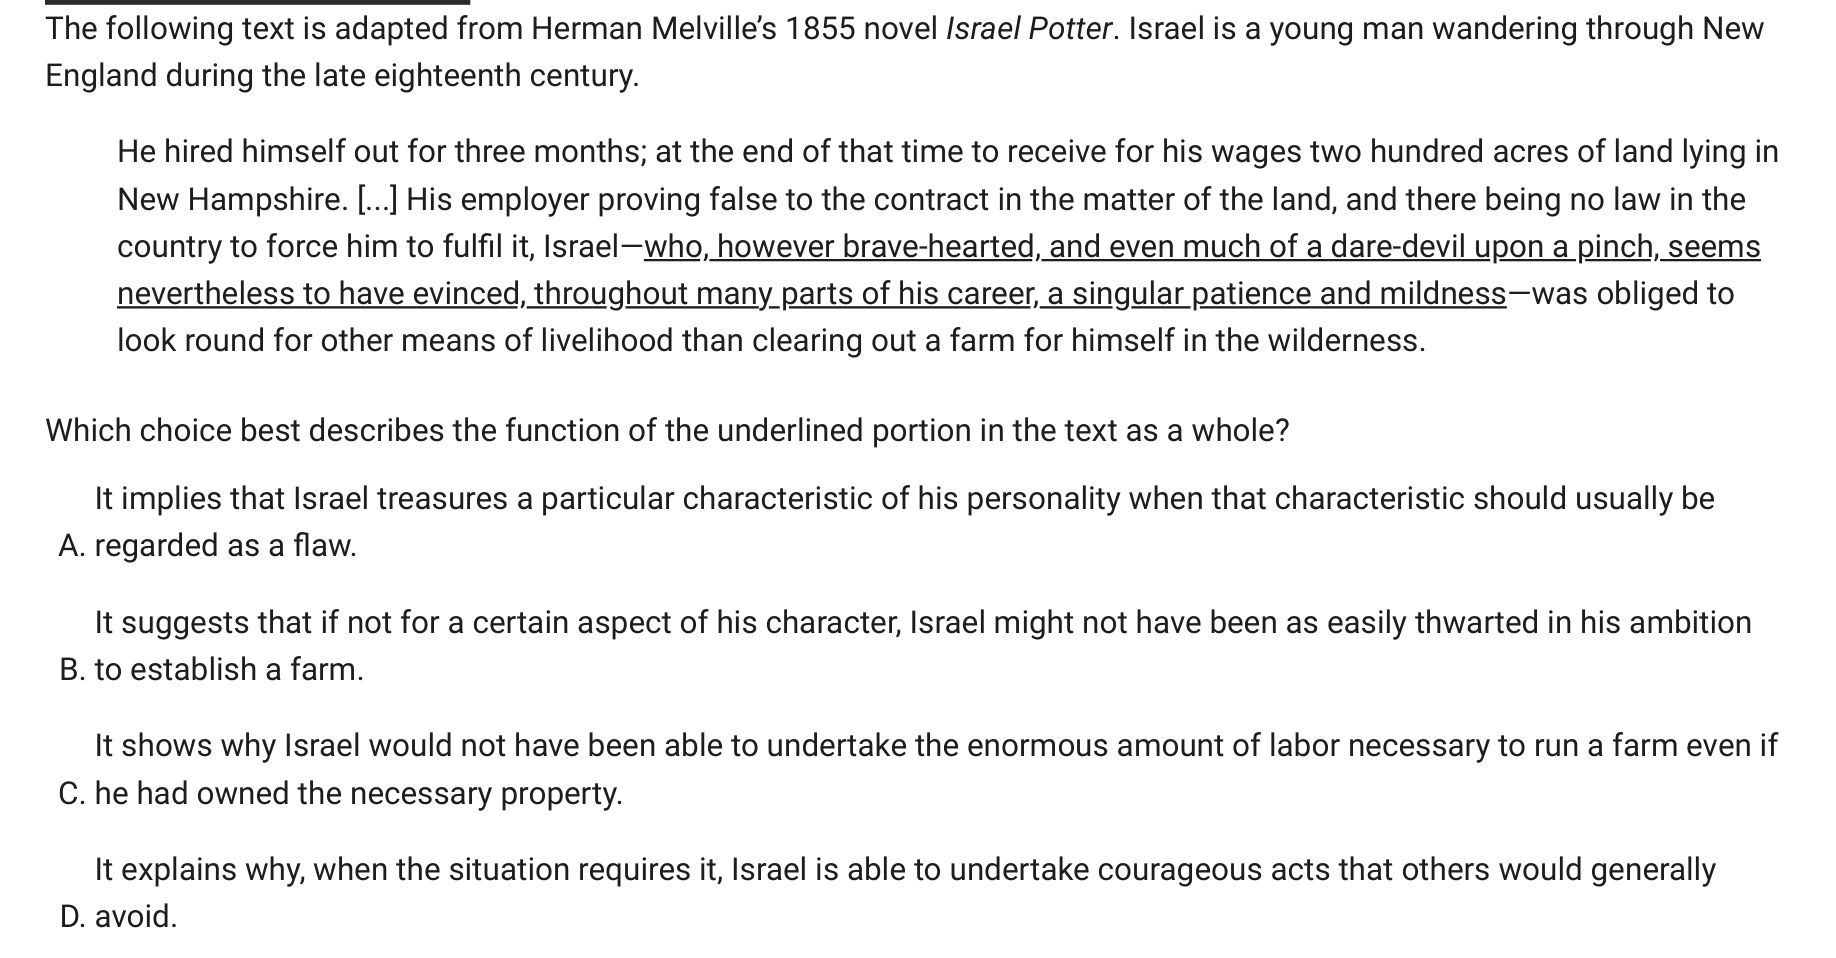 The following text is adapted from Herman Melville’s 1855 novel Israel Potter. Israel is a young man wandering through New
England during the late eighteenth century.
He hired himself out for three months; at the end of that time to receive for his wages two hundred acres of land lying in
New Hampshire. [...] His employer proving false to the contract in the matter of the land, and there being no law in the
country to force him to fulfil it, Israel—who, however brave-hearted, and even much of a dare-devil upon a pinch, seems
nevertheless to have evinced, throughout many parts of his career, a singular patience and mildness—was obliged to
look round for other means of livelihood than clearing out a farm for himself in the wilderness.
Which choice best describes the function of the underlined portion in the text as a whole?
It implies that Israel treasures a particular characteristic of his personality when that characteristic should usually be
A. regarded as a flaw.
It suggests that if not for a certain aspect of his character, Israel might not have been as easily thwarted in his ambition
B. to establish a farm.
It shows why Israel would not have been able to undertake the enormous amount of labor necessary to run a farm even if
C. he had owned the necessary property.
It explains why, when the situation requires it, Israel is able to undertake courageous acts that others would generally
D. avoid.